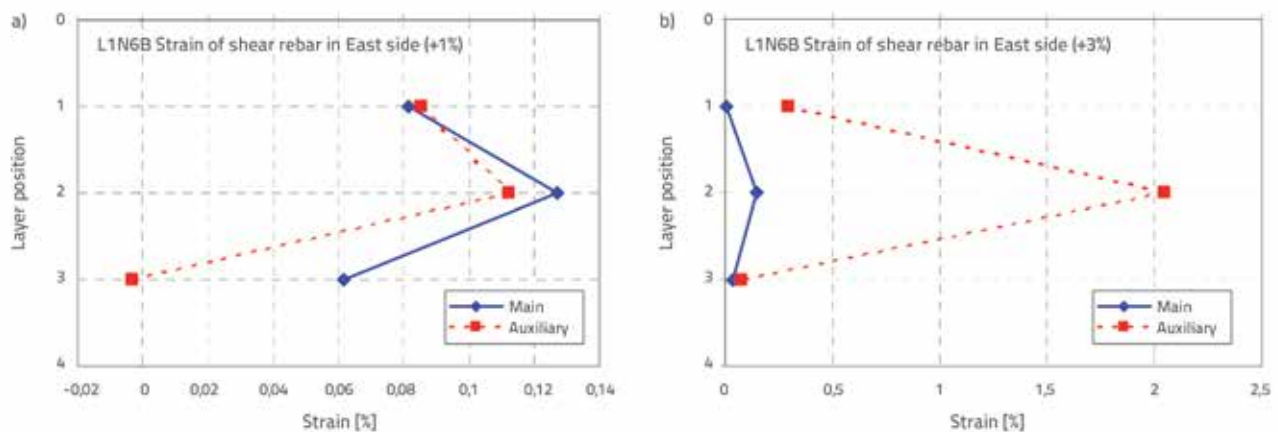 a)
L1N6B Strain of shear rebar in East side (+1%)
0
1
2
3
4
Layer position
-0,02 0 0,02 0,04 0,06 0,08 0,1 0,12 0,14
Strain [%]
Main
Auxiliary
b)
L1N6B Strain of shear rebar in East side (+3%)
0
1
2
3
4
Layer position
0 0,5 1 1,5 2 2,5
Strain [%]
Main
Auxiliary